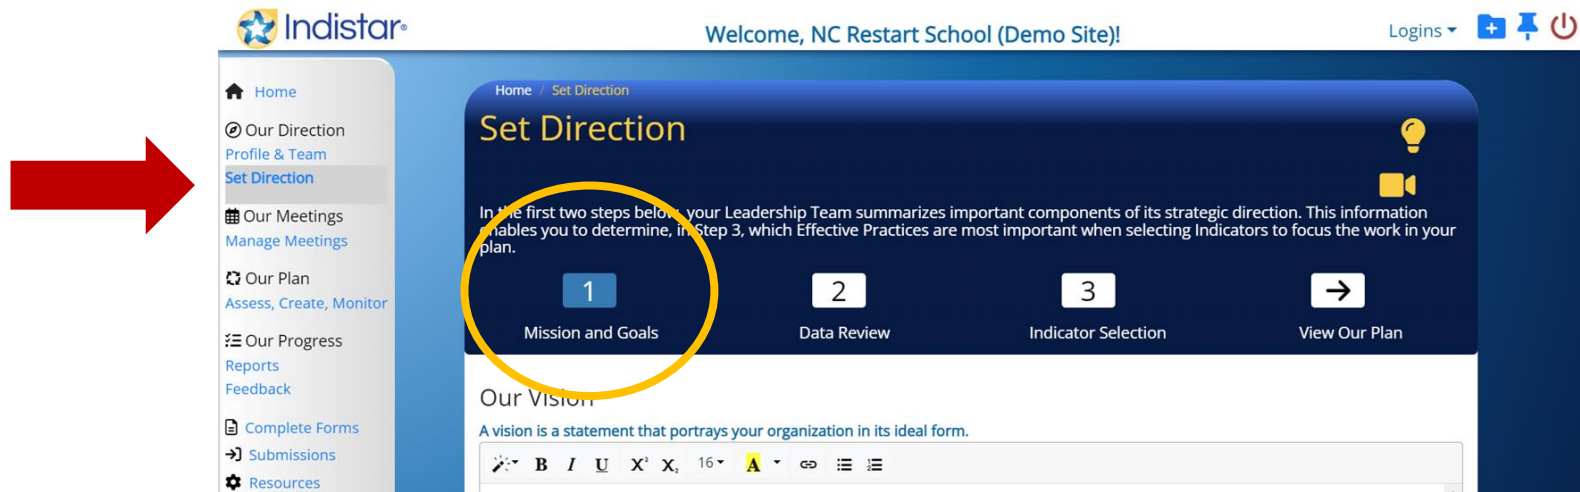 Indistar®
Welcome, NC Restart School (Demo Site)!
Logins
Home
Our Direction
Profile & Team
Set Direction
Our Meetings
Manage Meetings
Our Plan
Assess, Create, Monitor
Our Progress
Reports
Feedback
Complete Forms
Submissions
Resources
Home / Set Direction
Set Direction
In the first two steps below, your Leadership Team summarizes important components of its strategic direction. This information
enables you to determine, in Step 3, which Effective Practices are most important when selecting Indicators to focus the work in your
plan.
1
Mission and Goals
2
Data Review
3
Indicator Selection
View Our Plan
Our Vision
A vision is a statement that portrays your organization in its ideal form.
B I U X² X₂ 16 A